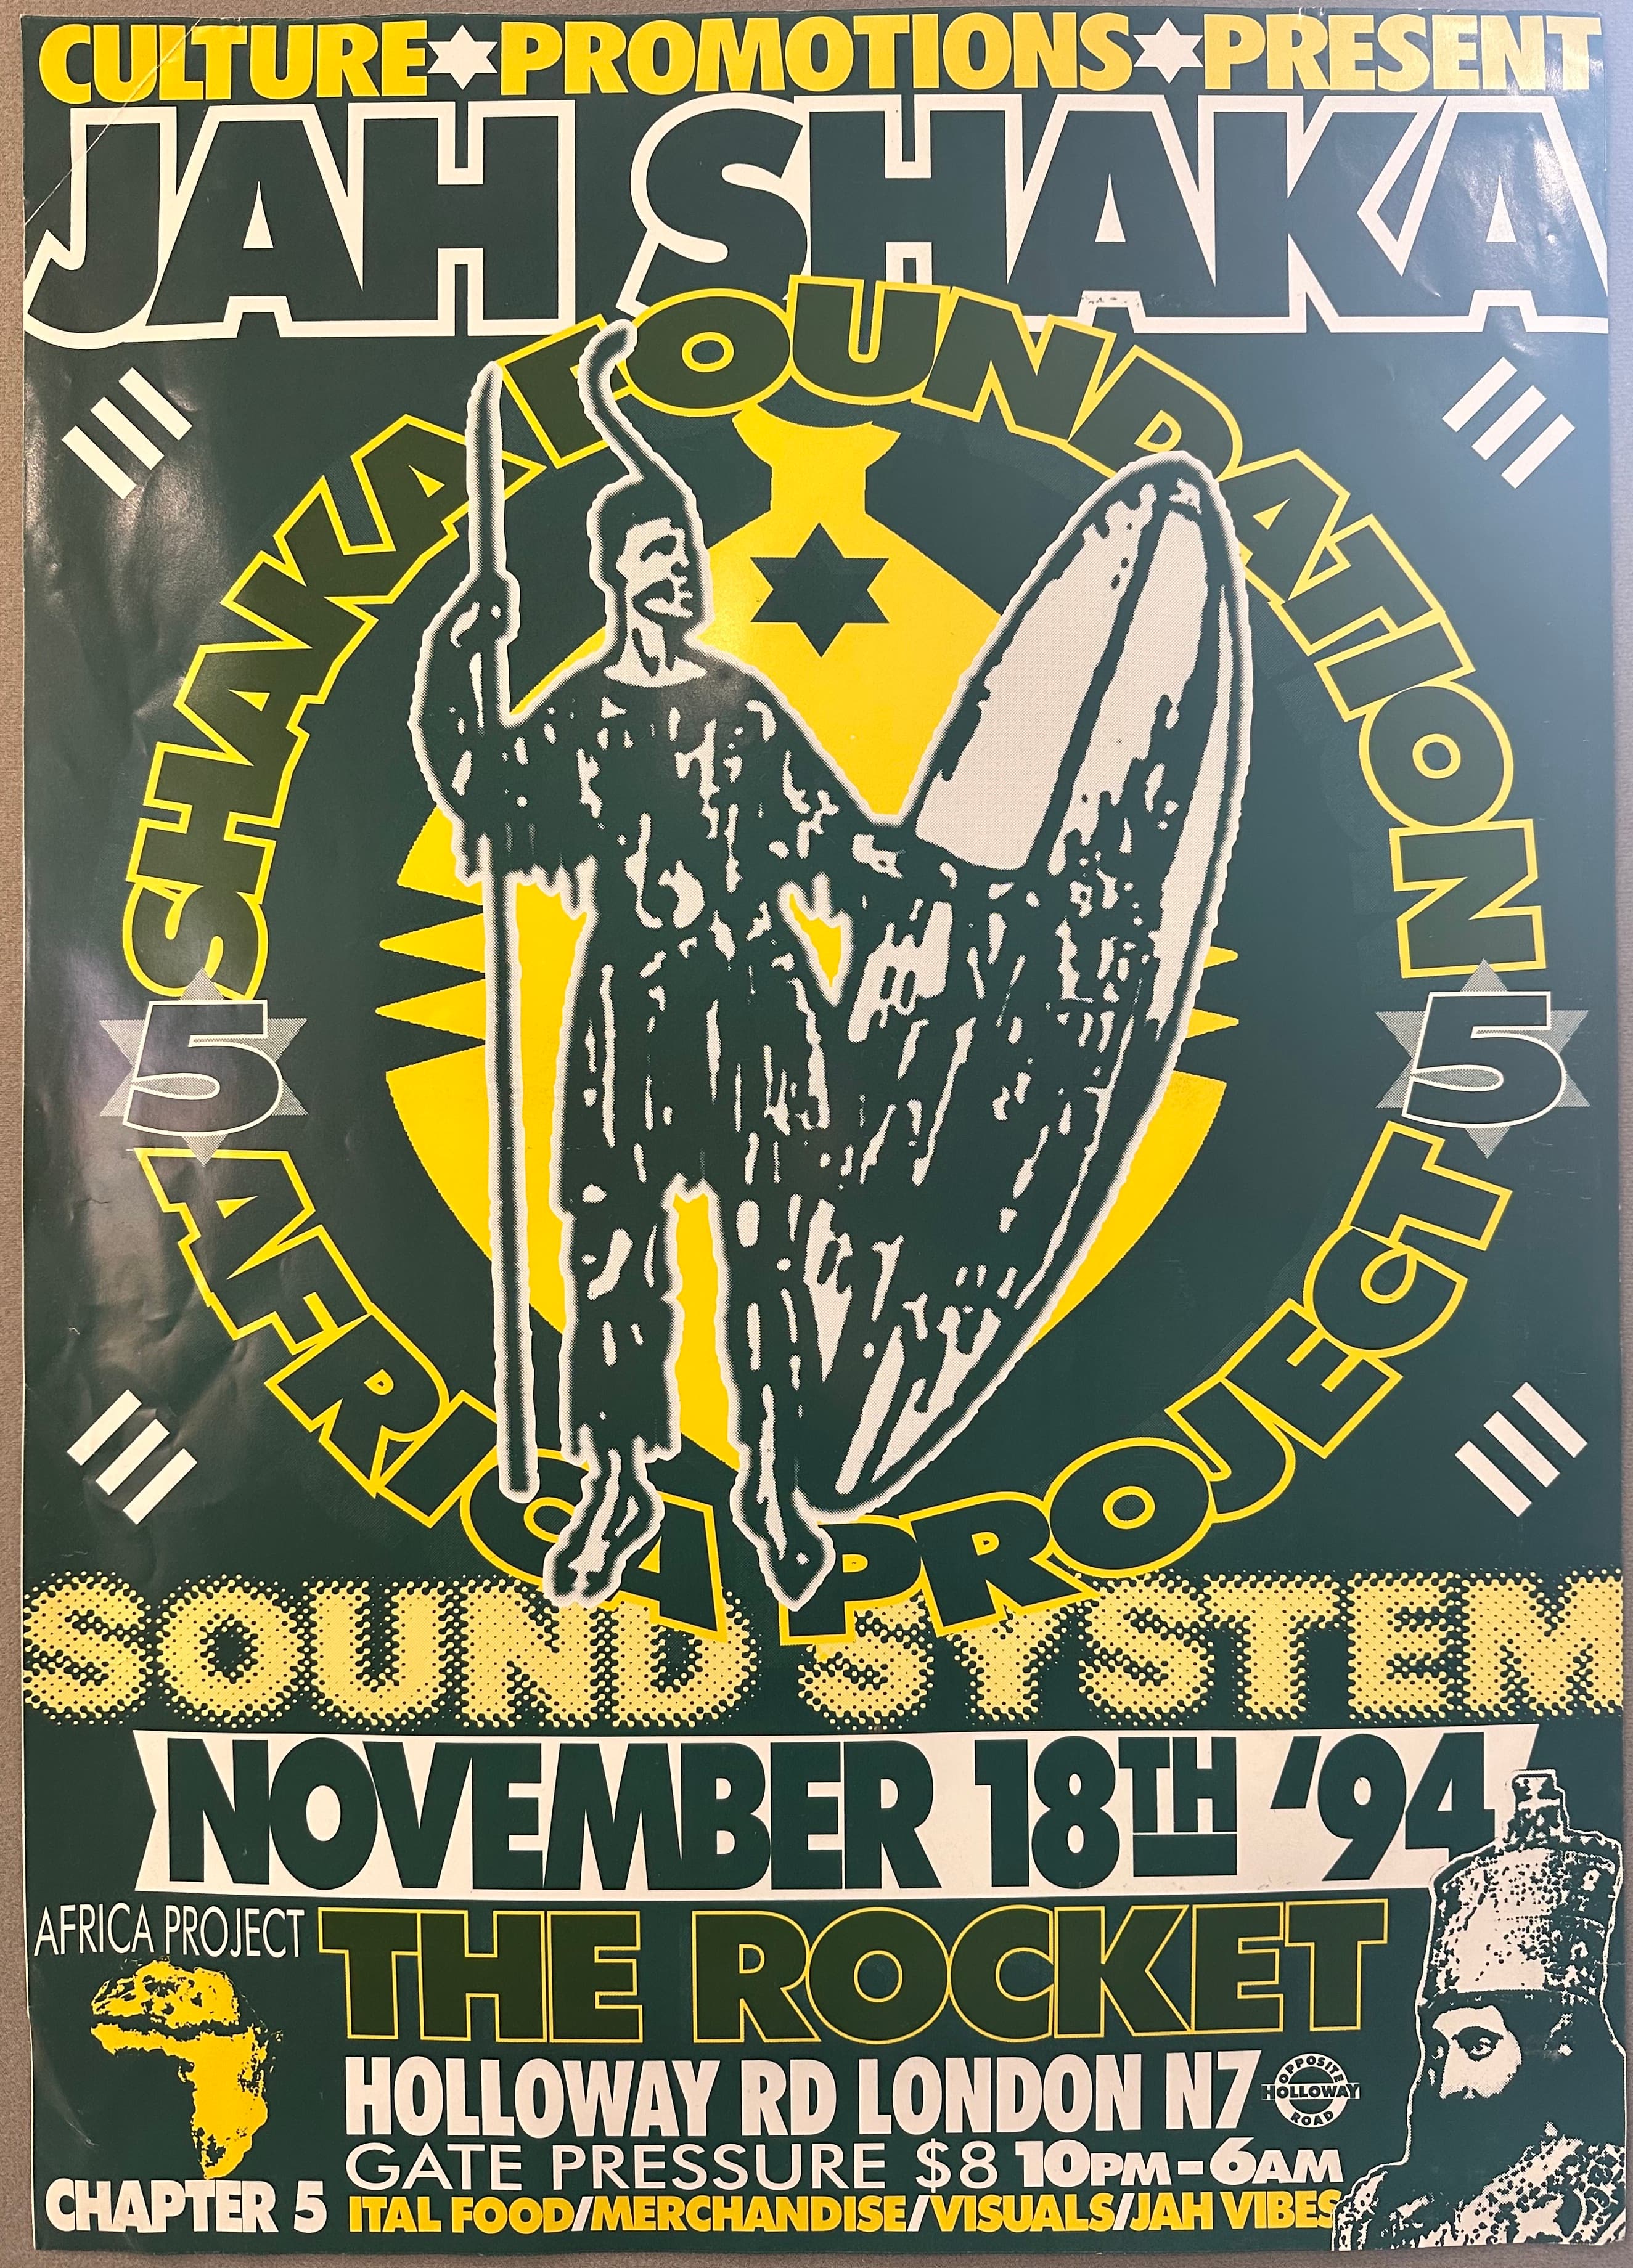 CULTURE✡PROMOTIONS✡PRESENT
JAH SHAKA
SHAKA FOUNDATION
5 5
AFRICA PROJECT
SOUND SYSTEM
NOVEMBER 18TH '94
AFRICA PROJECT
THE ROCKET
HOLLOWAY RD LONDON N7
OPPOSITE
HOLLOWAY
ROAD
GATE PRESSURE $8 10PM-6AM
CHAPTER 5
ITAL FOOD/MERCHANDISE/VISUALS/JAH VIBES